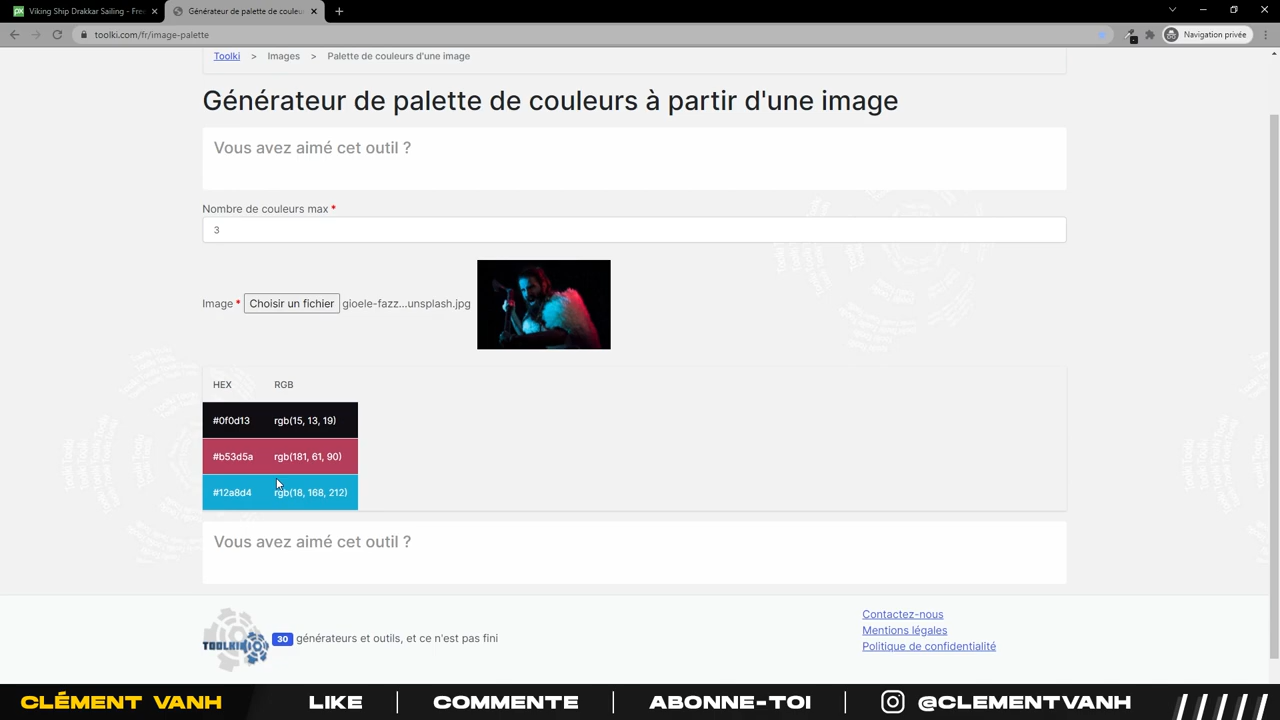 Viking Ship Drakkar Sailing - Fre
Générateur de palette de couleu
toolki.com/fr/image-palette
Navigation privée
Toolki > Images > Palette de couleurs d'une image
Générateur de palette de couleurs à partir d'une image
Vous avez aimé cet outil ?
Nombre de couleurs max *
3
Image * Choisir un fichier gioele-fazz...unsplash.jpg
HEX RGB
#0f0d13 rgb(15, 13, 19)
#b53d5a rgb(181, 61, 90)
#12a8d4 rgb(18, 168, 212)
Vous avez aimé cet outil ?
TOOLKI
30 générateurs et outils, et ce n'est pas fini
Contactez-nous
Mentions légales
Politique de confidentialité
CLÉMENT VANH LIKE COMMENTE ABONNE-TOI @CLEMENTVANH